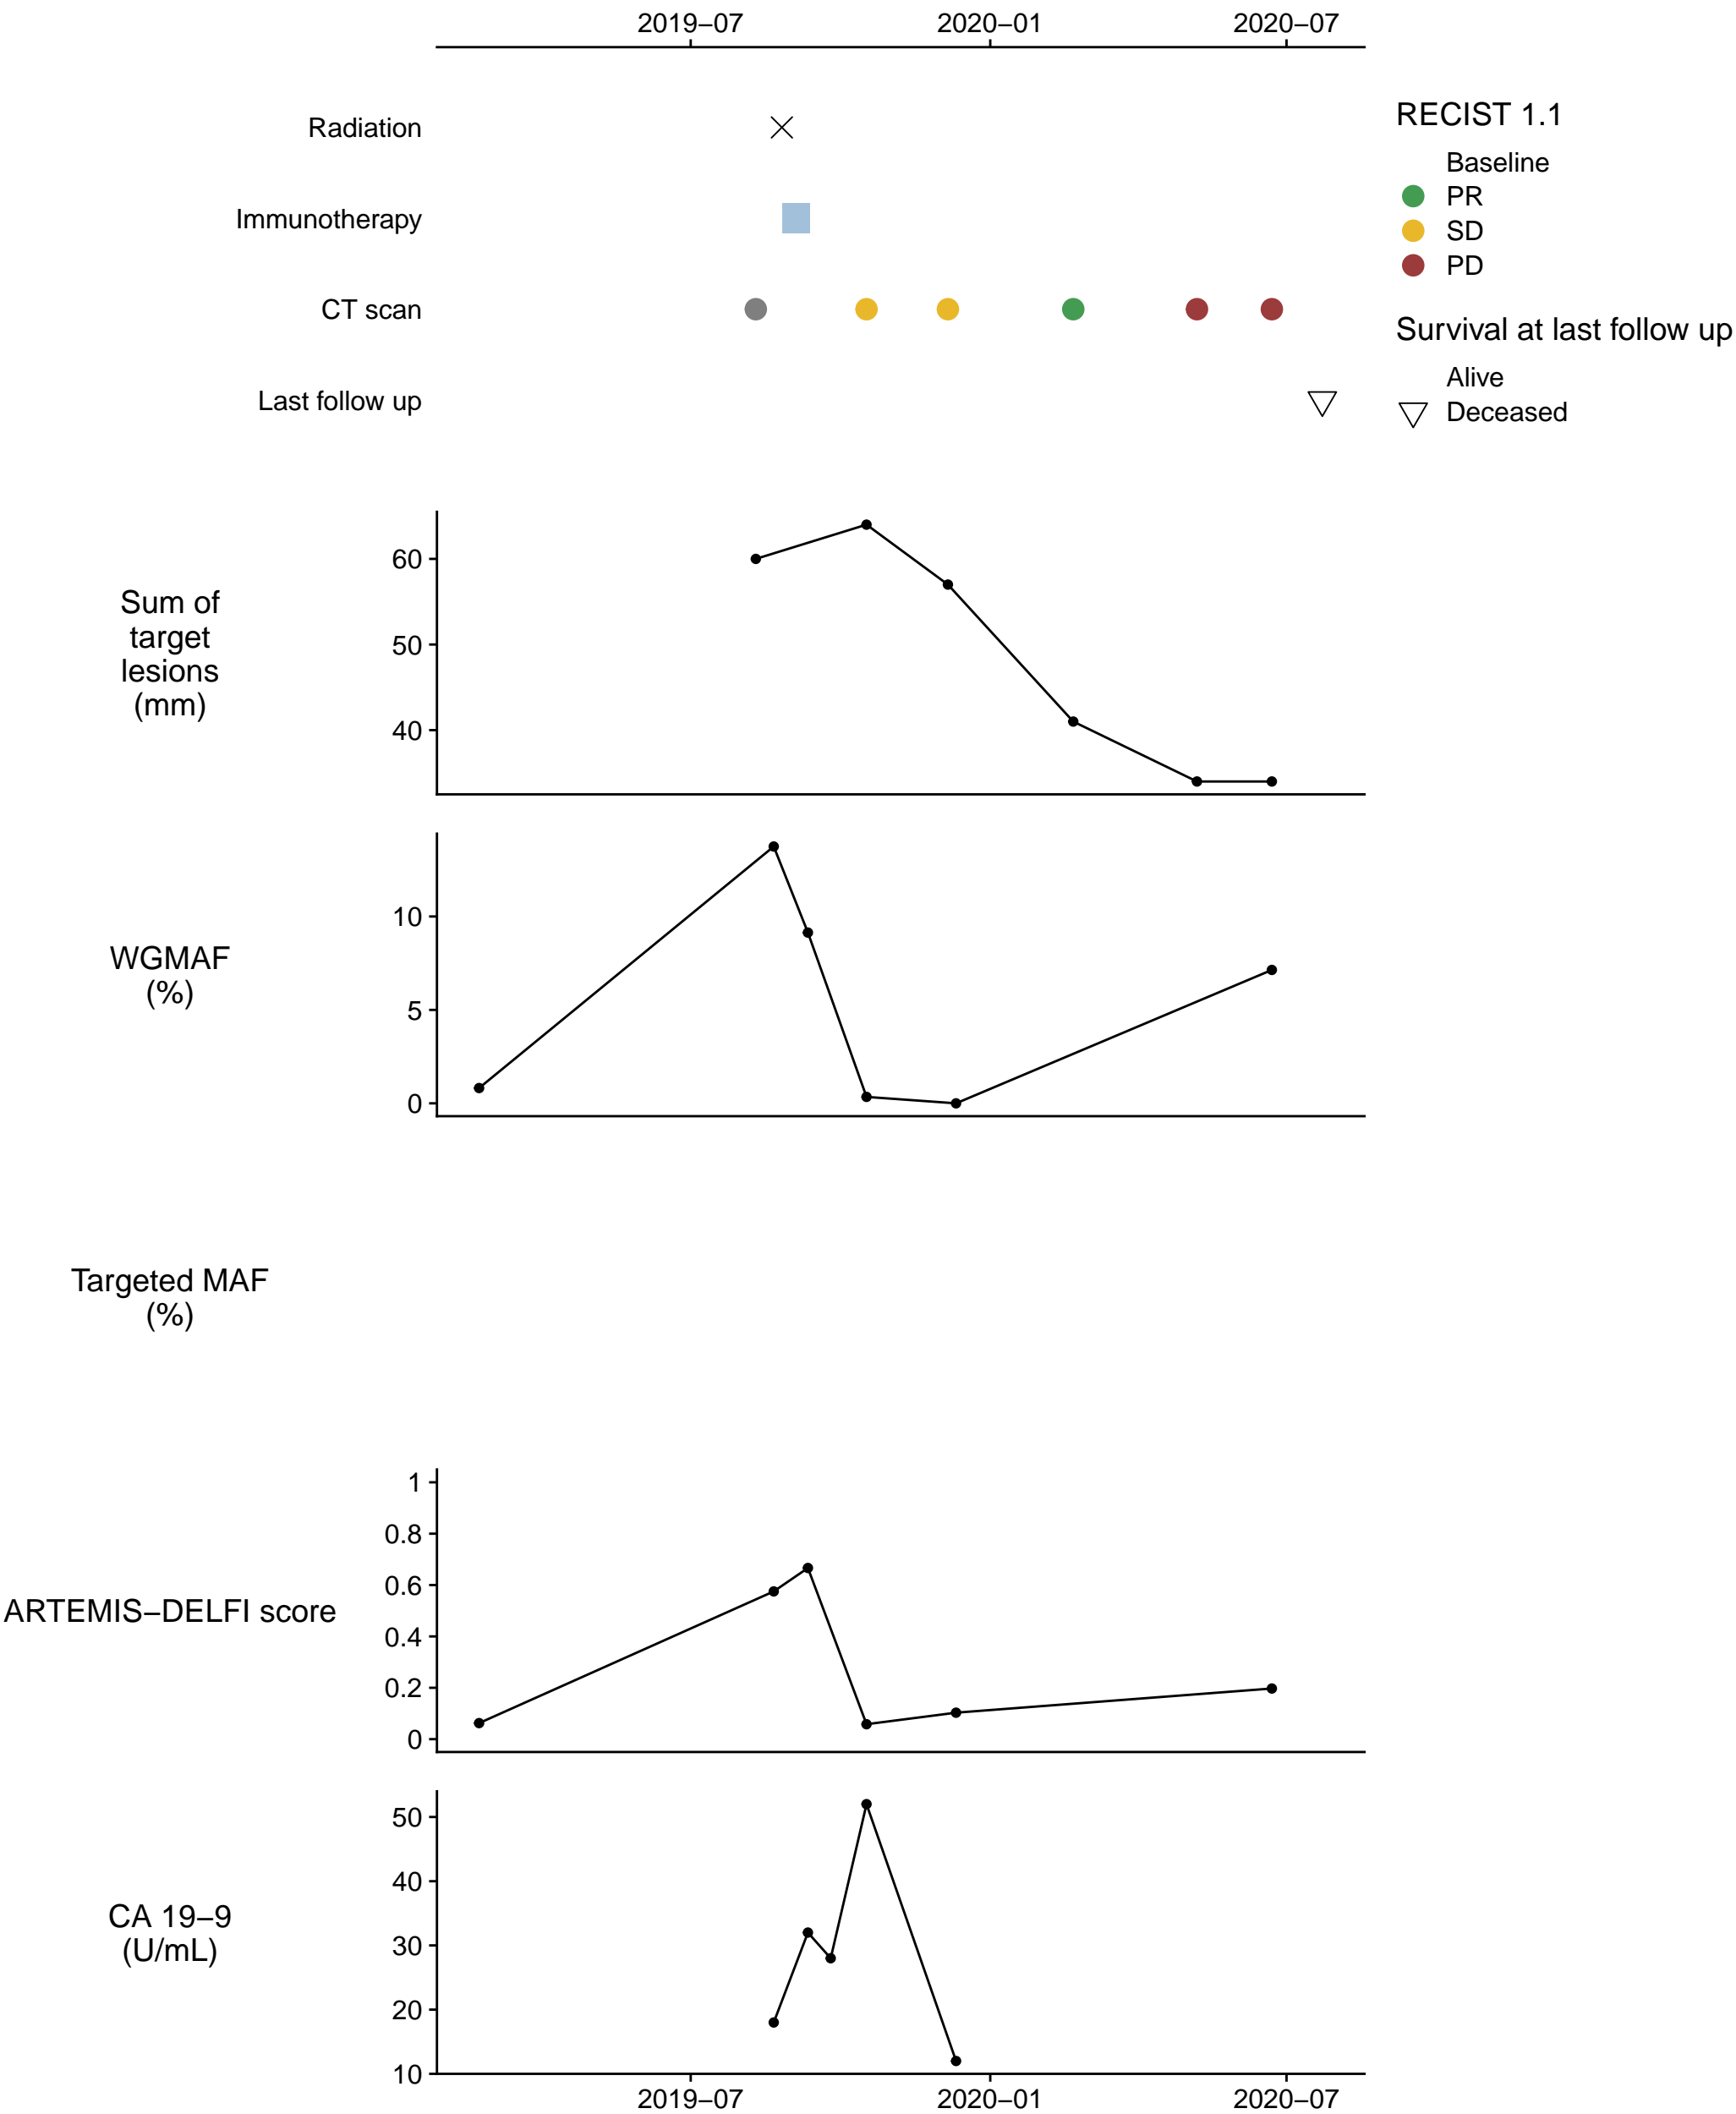 2019–07 2020–01 2020–07
Radiation
Immunotherapy
CT scan
Last follow up
RECIST 1.1
Baseline
PR
SD
PD
Survival at last follow up
Alive
Deceased
Sum of
target
lesions
(mm)
60
50
40
WGMAF
(%)
10
5
0
Targeted MAF
(%)
ARTEMIS–DELFI score
1
0.8
0.6
0.4
0.2
0
CA 19–9
(U/mL)
50
40
30
20
10
2019–07 2020–01 2020–07